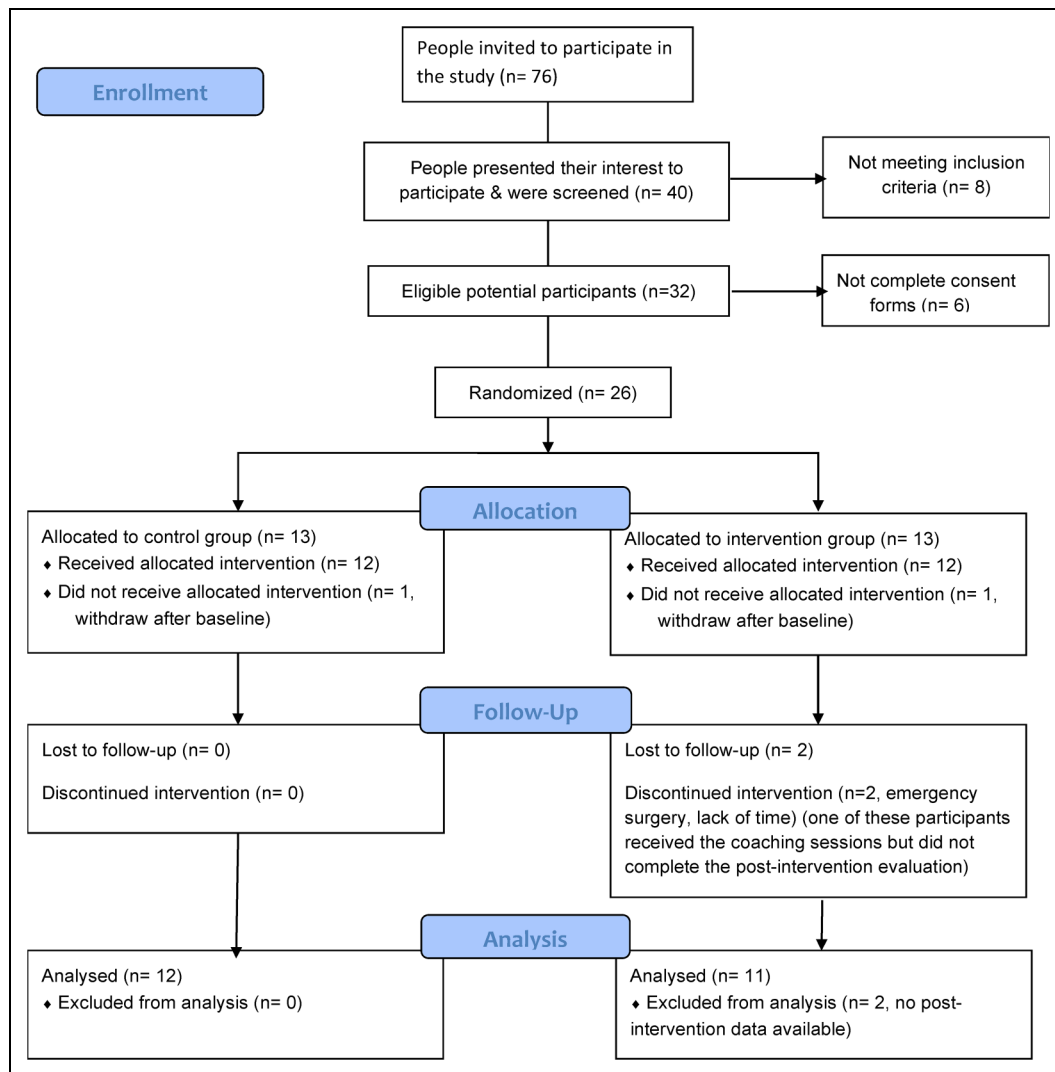 People invited to participate in
the study (n= 76)
Enrollment
People presented their interest to
participate & were screened (n= 40)
Not meeting inclusion
criteria (n= 8)
Eligible potential participants (n=32)
Not complete consent
forms (n= 6)
Randomized (n= 26)
Allocation
Allocated to control group (n= 13)
♦ Received allocated intervention (n= 12)
♦ Did not receive allocated intervention (n= 1,
withdraw after baseline)
Allocated to intervention group (n= 13)
♦ Received allocated intervention (n= 12)
♦ Did not receive allocated intervention (n= 1,
withdraw after baseline)
Follow-Up
Lost to follow-up (n= 0)
Discontinued intervention (n= 0)
Lost to follow-up (n= 2)
Discontinued intervention (n=2, emergency
surgery, lack of time) (one of these participants
received the coaching sessions but did not
complete the post-intervention evaluation)
Analysis
Analysed (n= 12)
♦ Excluded from analysis (n= 0)
Analysed (n= 11)
♦ Excluded from analysis (n= 2, no post-
intervention data available)